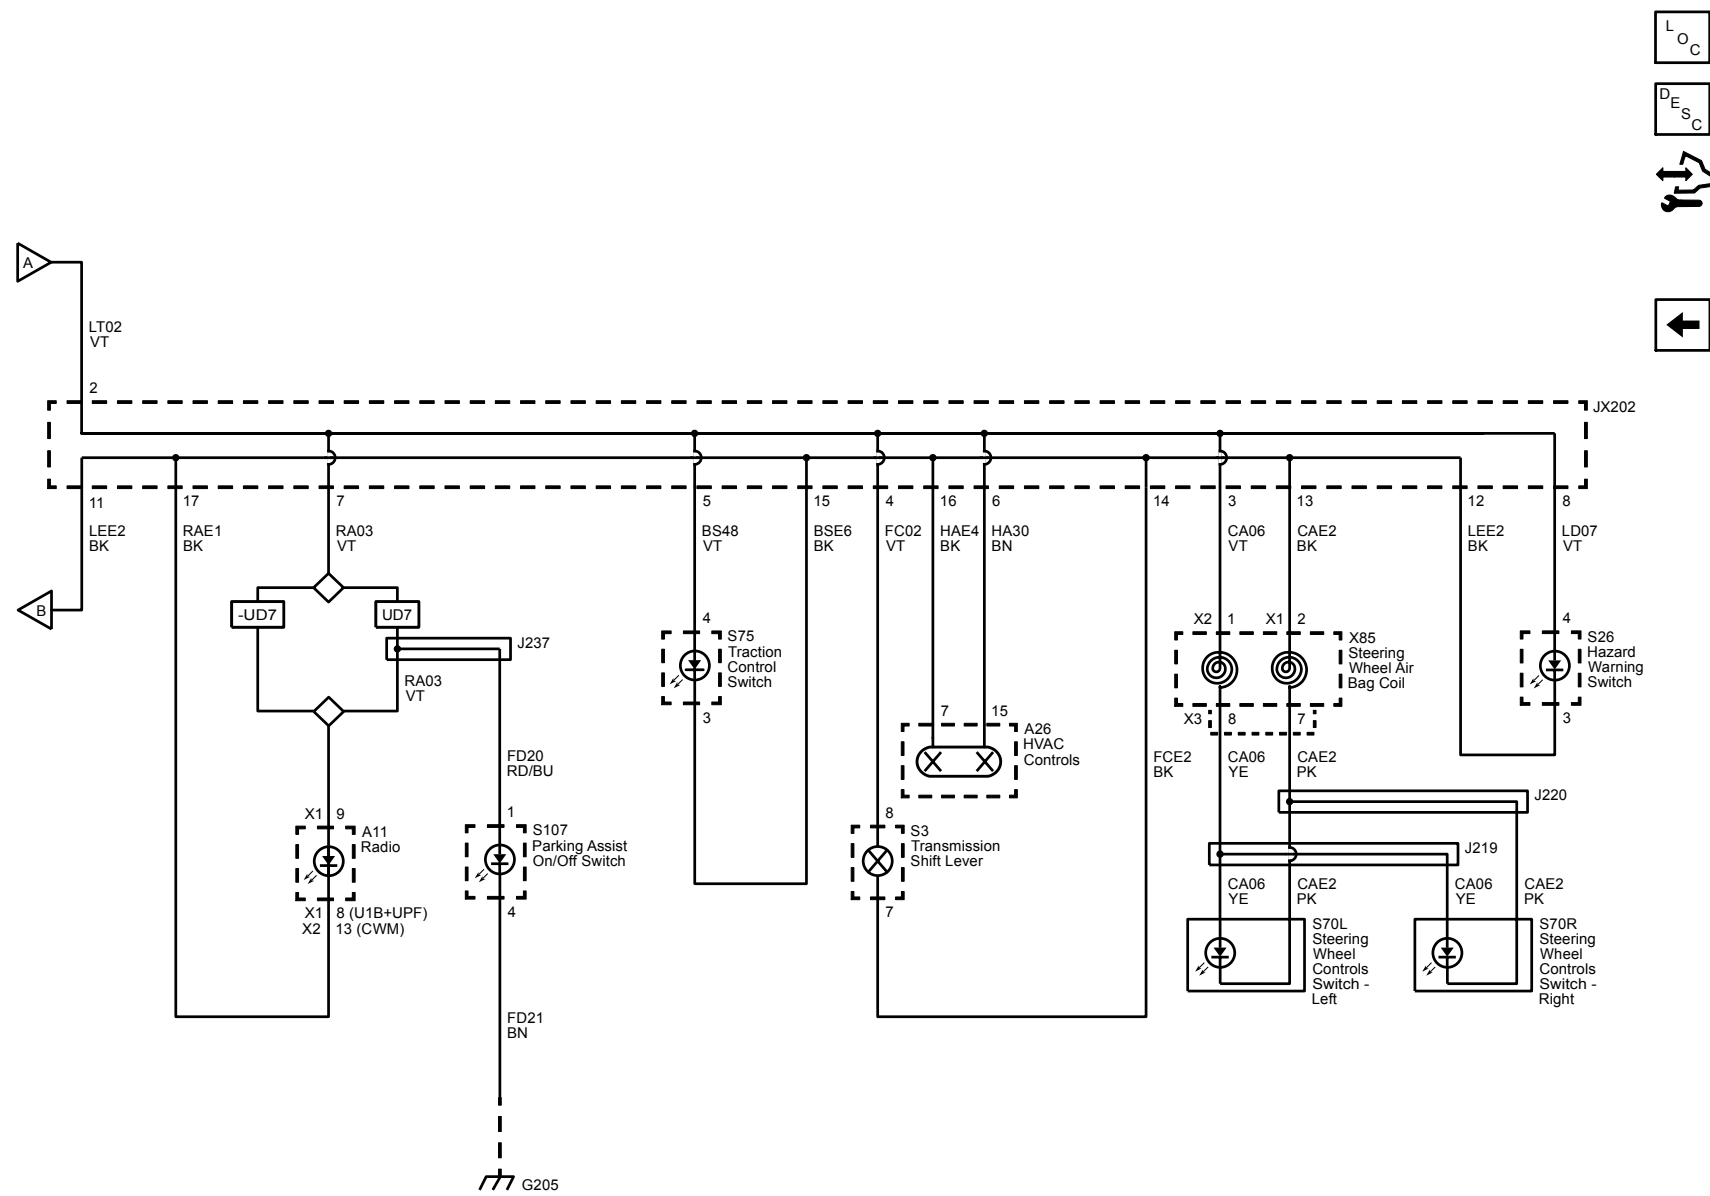 L
O
C
D
E
S
C
A
LT02
VT
2
JX202
11
17
7
5
15
4
16
6
14
3
13
12
8
LEE2
BK
RAE1
BK
RA03
VT
BS48
VT
BSE6
BK
FC02
VT
HAE4
BK
HA30
BN
CA06
VT
CAE2
BK
LEE2
BK
LD07
VT
B
-UD7
UD7
J237
RA03
VT
4
S75
Traction
Control
Switch
3
X2
1
X1
2
X85
Steering
Wheel Air
Bag Coil
X3
8
7
4
S26
Hazard
Warning
Switch
3
7
15
A26
HVAC
Controls
FD20
RD/BU
FCE2
BK
CA06
YE
CAE2
PK
J220
X1
9
A11
Radio
X1
8 (U1B+UPF)
X2
13 (CWM)
1
S107
Parking Assist
On/Off Switch
4
8
S3
Transmission
Shift Lever
7
J219
CA06
YE
CAE2
PK
CA06
YE
CAE2
PK
S70L
Steering
Wheel
Controls
Switch -
Left
S70R
Steering
Wheel
Controls
Switch -
Right
FD21
BN
G205